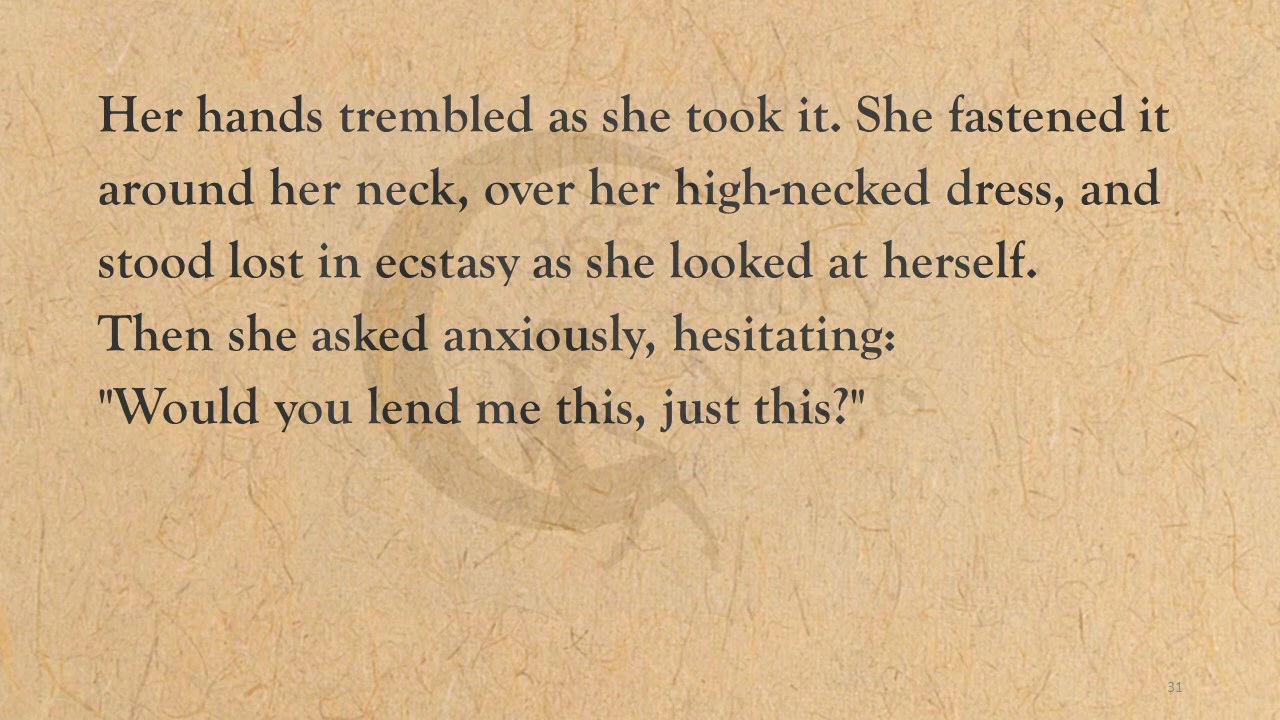 Her hands trembled as she took it. She fastened it
around her neck, over her high-necked dress, and
stood lost in ecstasy as she looked at herself.
Then she asked anxiously, hesitating:
"Would you lend me this, just this?"
31